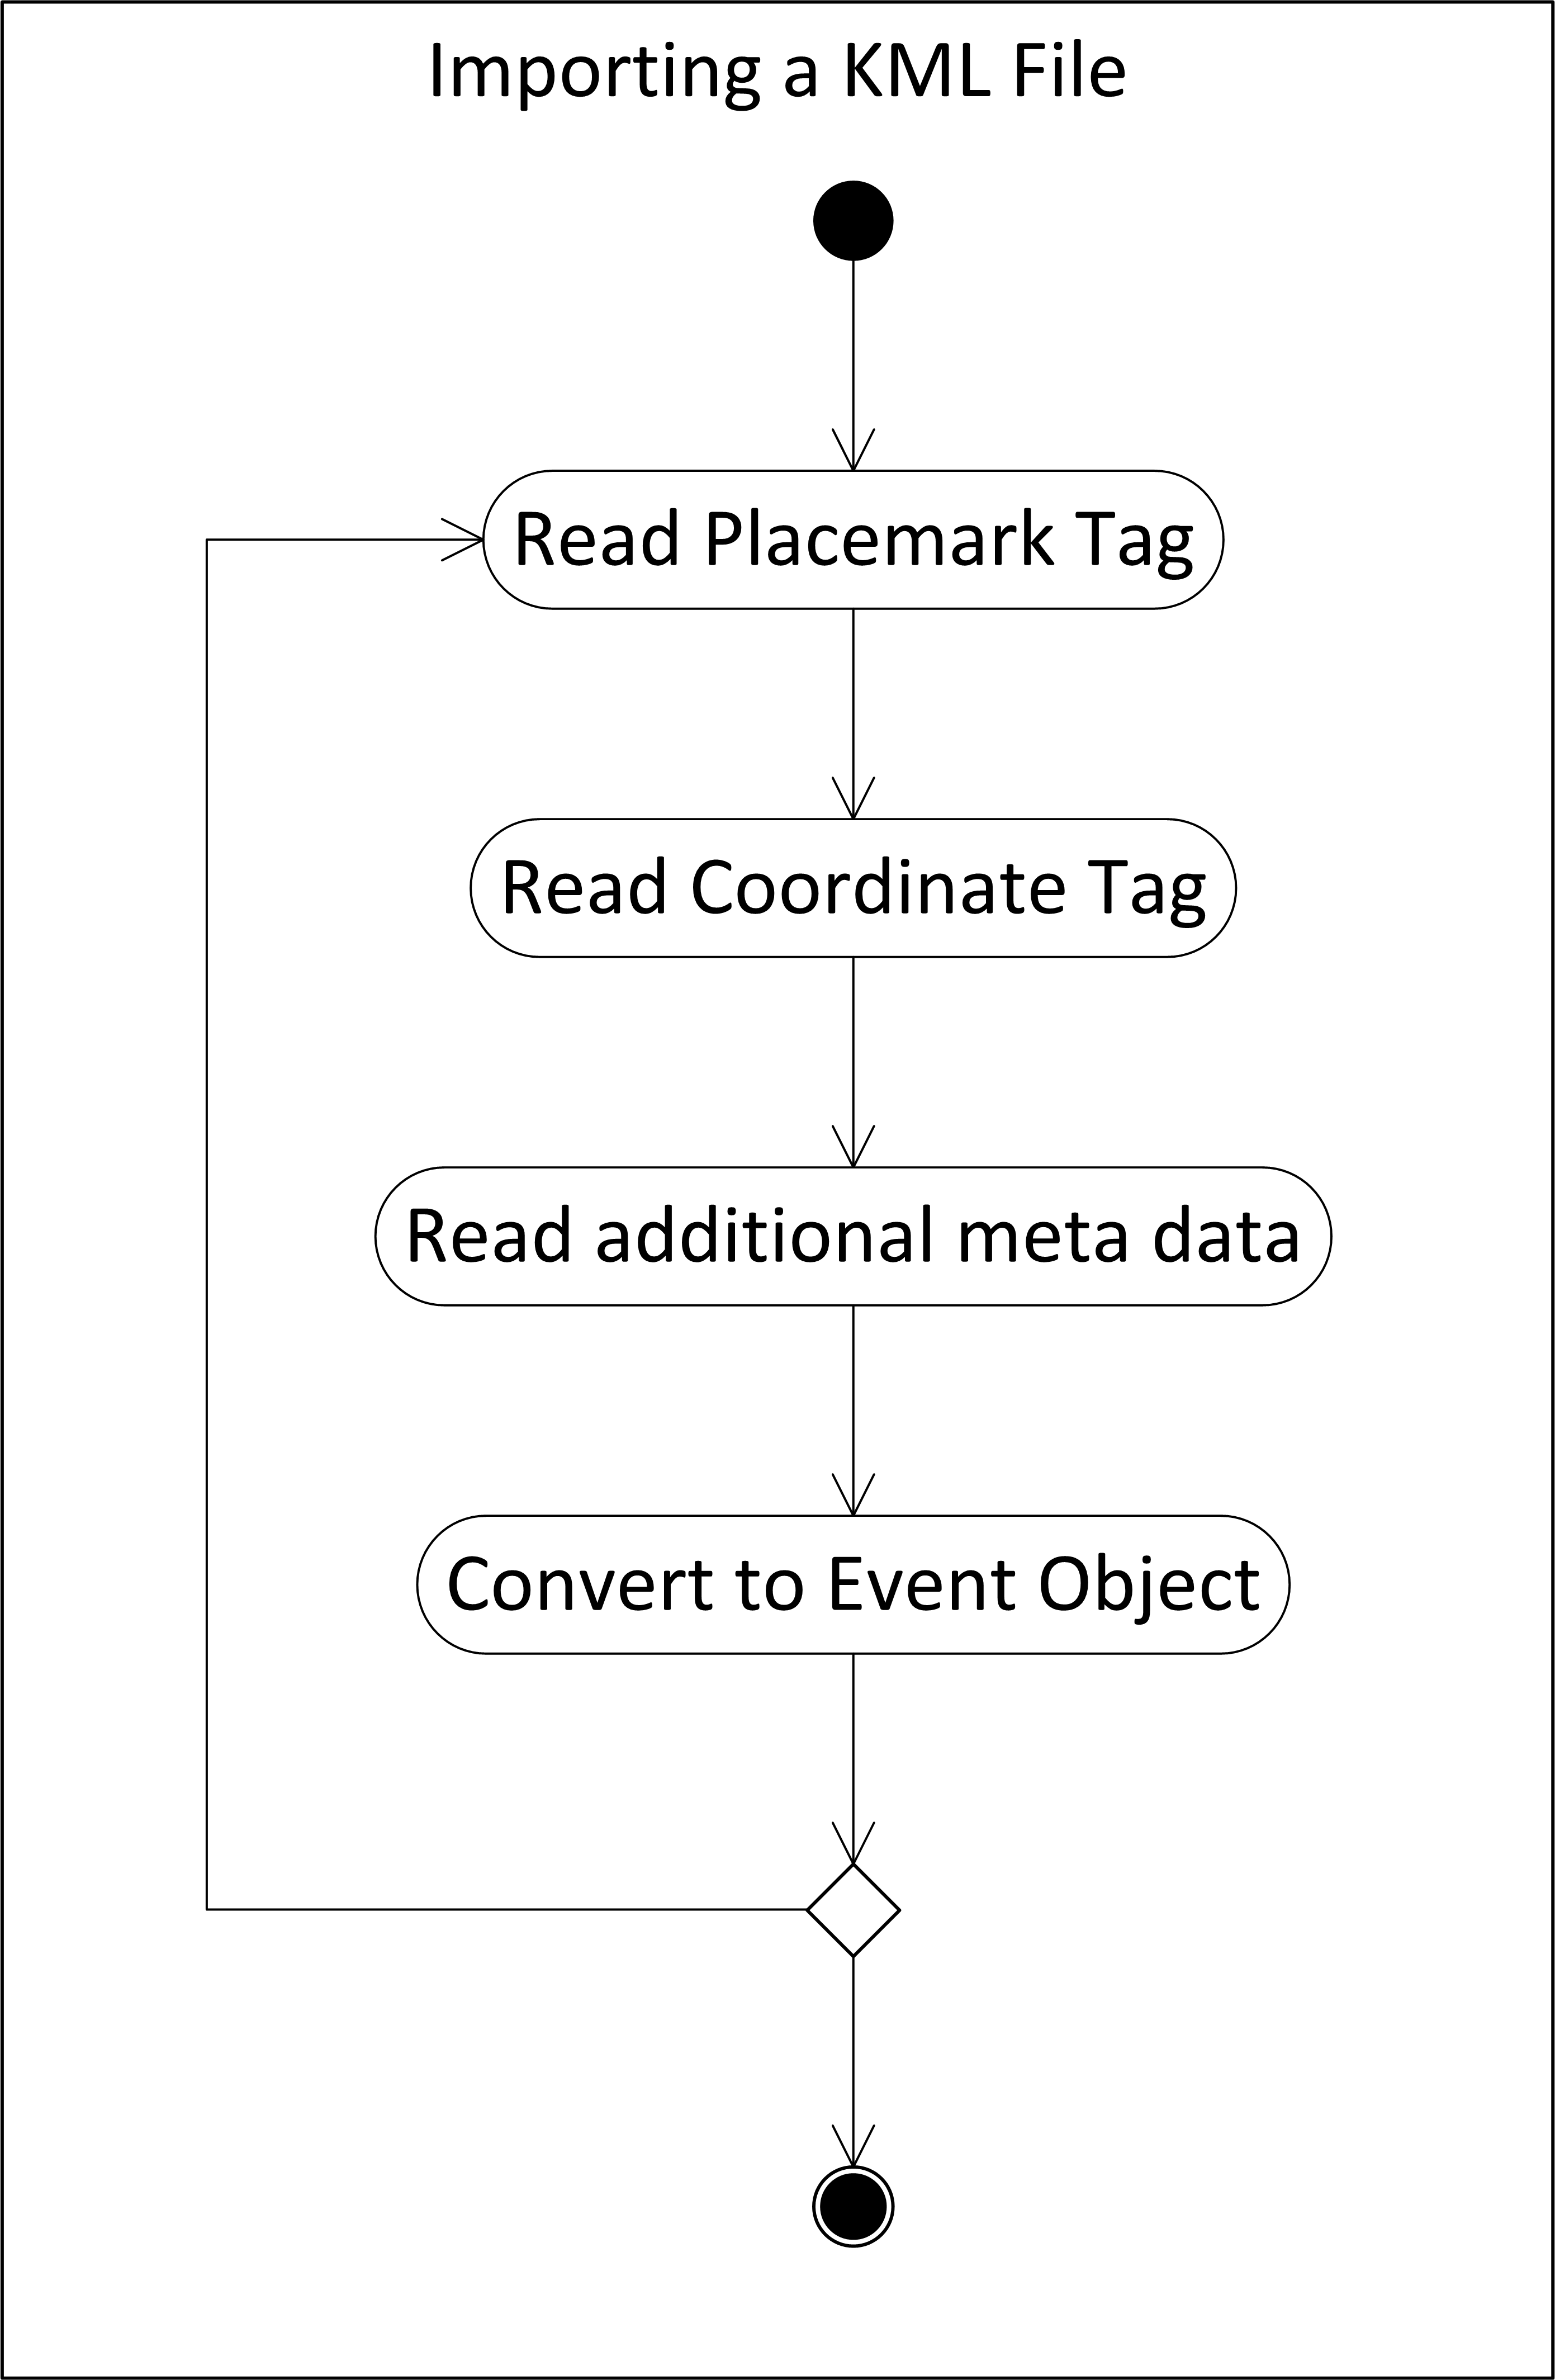 Importing a KML File
Read Placemark Tag
Read Coordinate Tag
Read additional meta data
Convert to Event Object